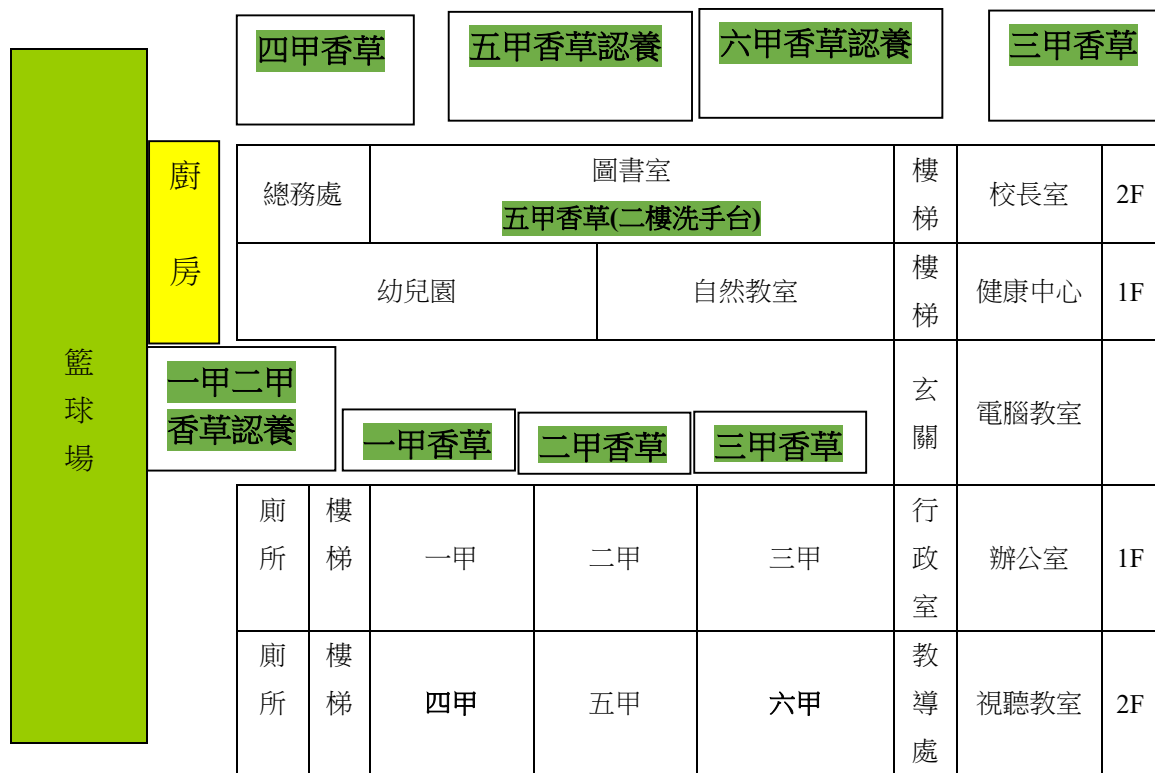 四甲香草
五甲香草認養
六甲香草認養
三甲香草
廚
房
總務處
圖書室
五甲香草(二樓洗手台)
樓
梯
校長室
2F
幼兒園
自然教室
樓
梯
健康中心
1F
籃
球
場
一甲二甲
香草認養
一甲香草
二甲香草
三甲香草
玄
關
電腦教室
廁
所
樓
梯
一甲
二甲
三甲
行
政
室
辦公室
1F
廁
所
樓
梯
四甲
五甲
六甲
教
導
處
視聽教室
2F